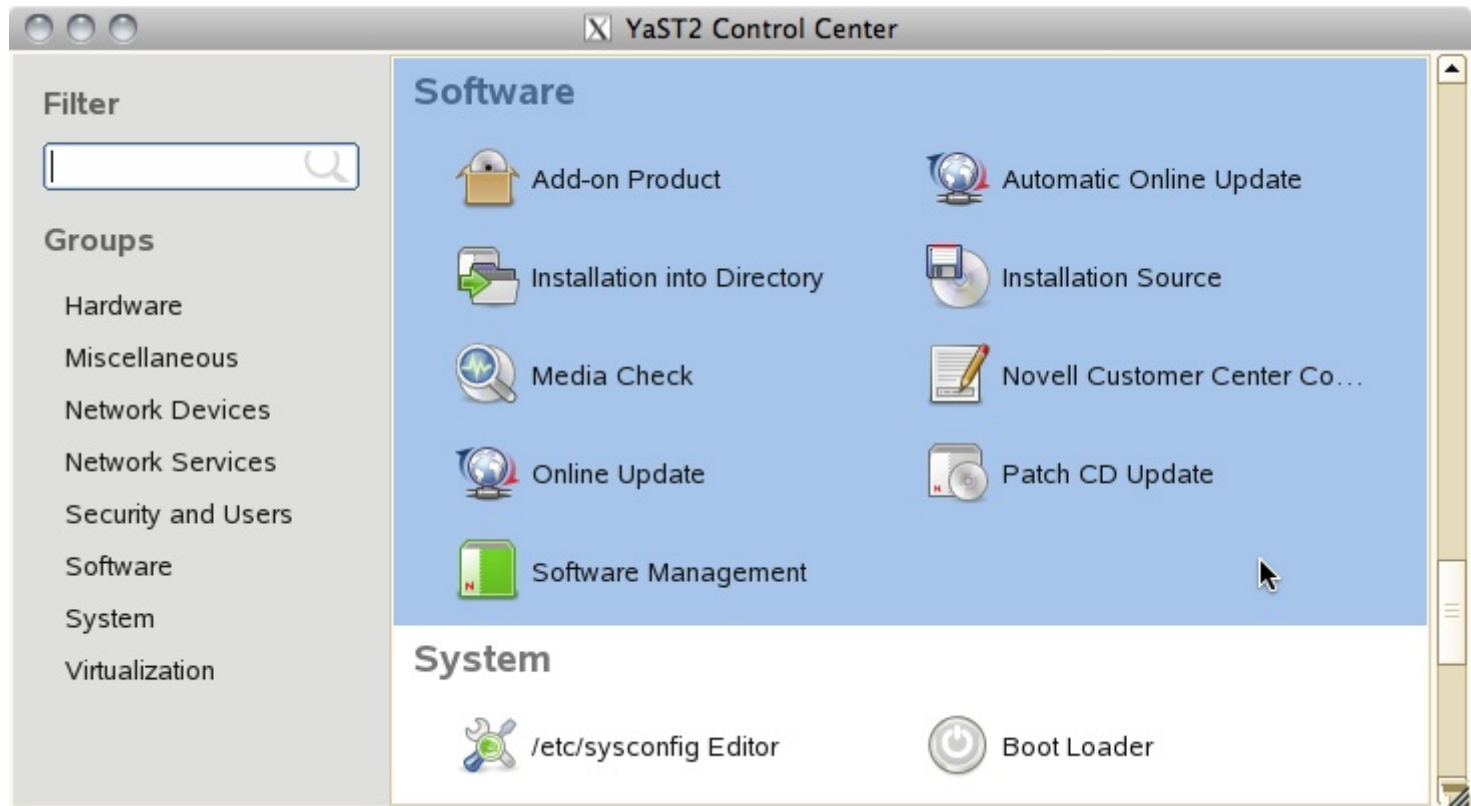 YaST2 Control Center
Filter
Groups
Hardware
Miscellaneous
Network Devices
Network Services
Security and Users
Software
System
Virtualization
Software
Add-on Product
Automatic Online Update
Installation into Directory
Installation Source
Media Check
Novell Customer Center Co...
Online Update
Patch CD Update
Software Management
System
/etc/sysconfig Editor
Boot Loader